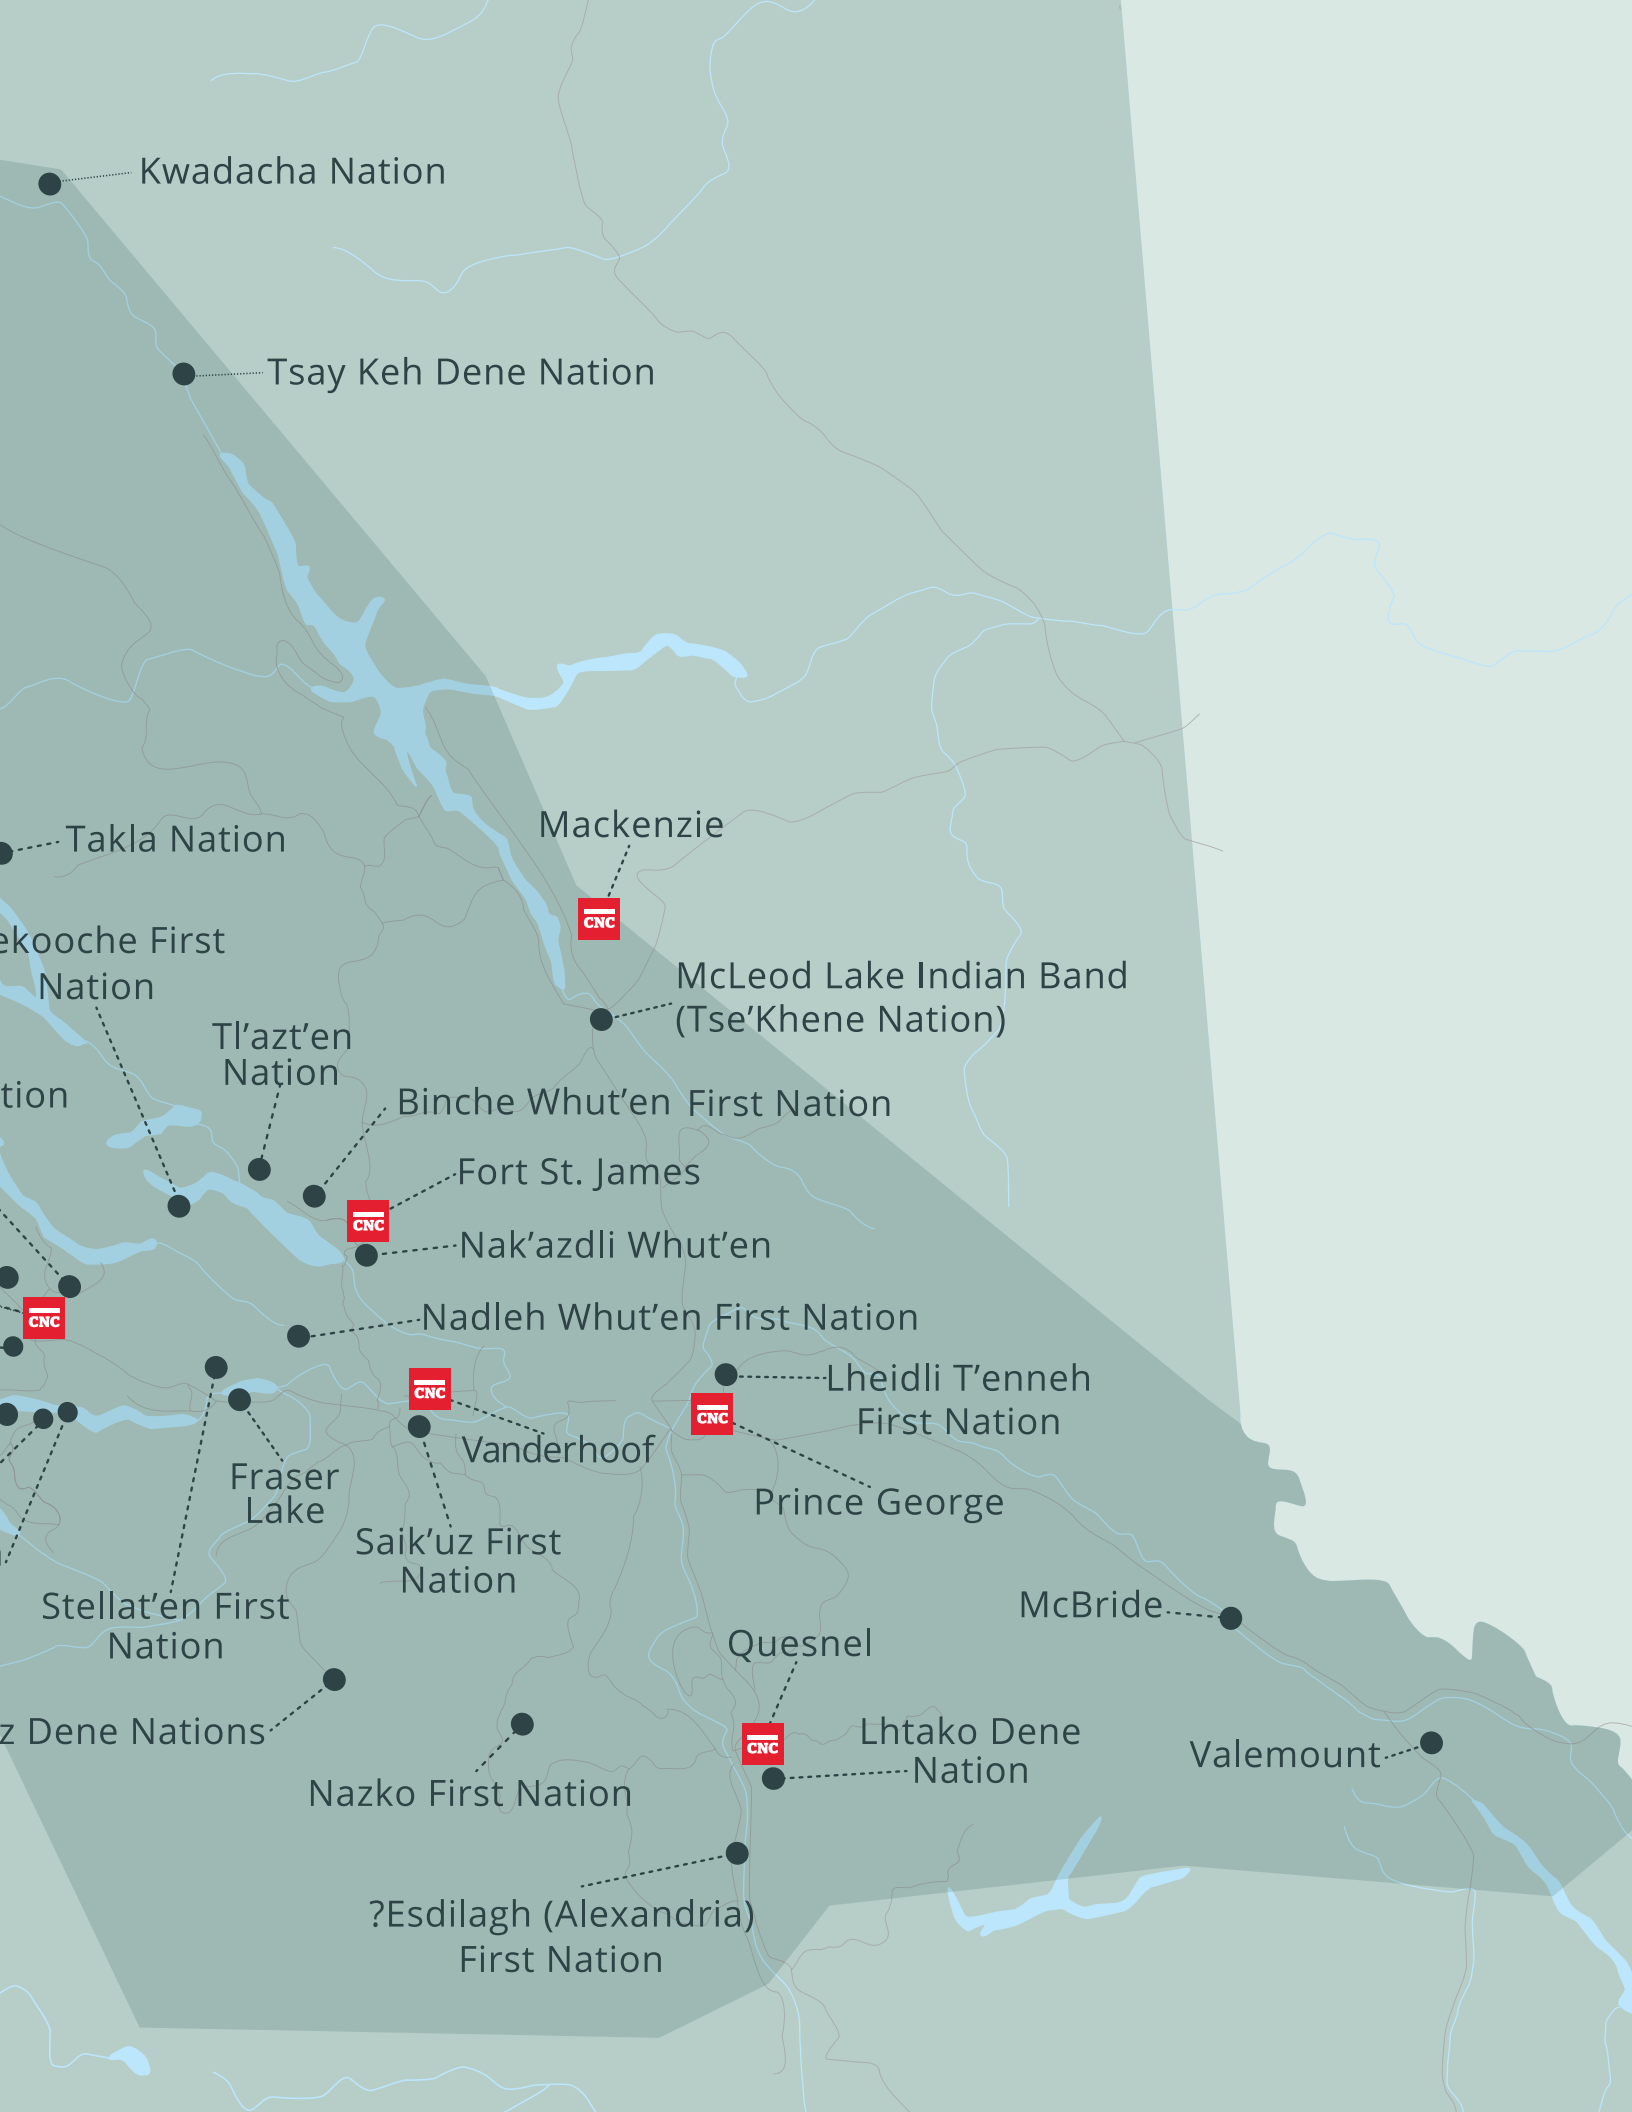 Kwadacha Nation
Tsay Keh Dene Nation
Mackenzie
Takla Nation
CNC
ekooche First
Nation
McLeod Lake Indian Band
(Tse’Khene Nation)
Tl’azt’en
Nation
tion
Binche Whut’en First Nation
Fort St. James
CNC
Nak’azdli Whut’en
CNC
Nadleh Whut’en First Nation
CNC
Lheidli T’enneh
First Nation
CNC
Vanderhoof
Fraser
Lake
Prince George
Saik’uz First
Nation
Stellat’en First
Nation
McBride
Quesnel
z Dene Nations
CNC
Lhtako Dene
Nation
Valemount
Nazko First Nation
?Esdilagh (Alexandria)
First Nation